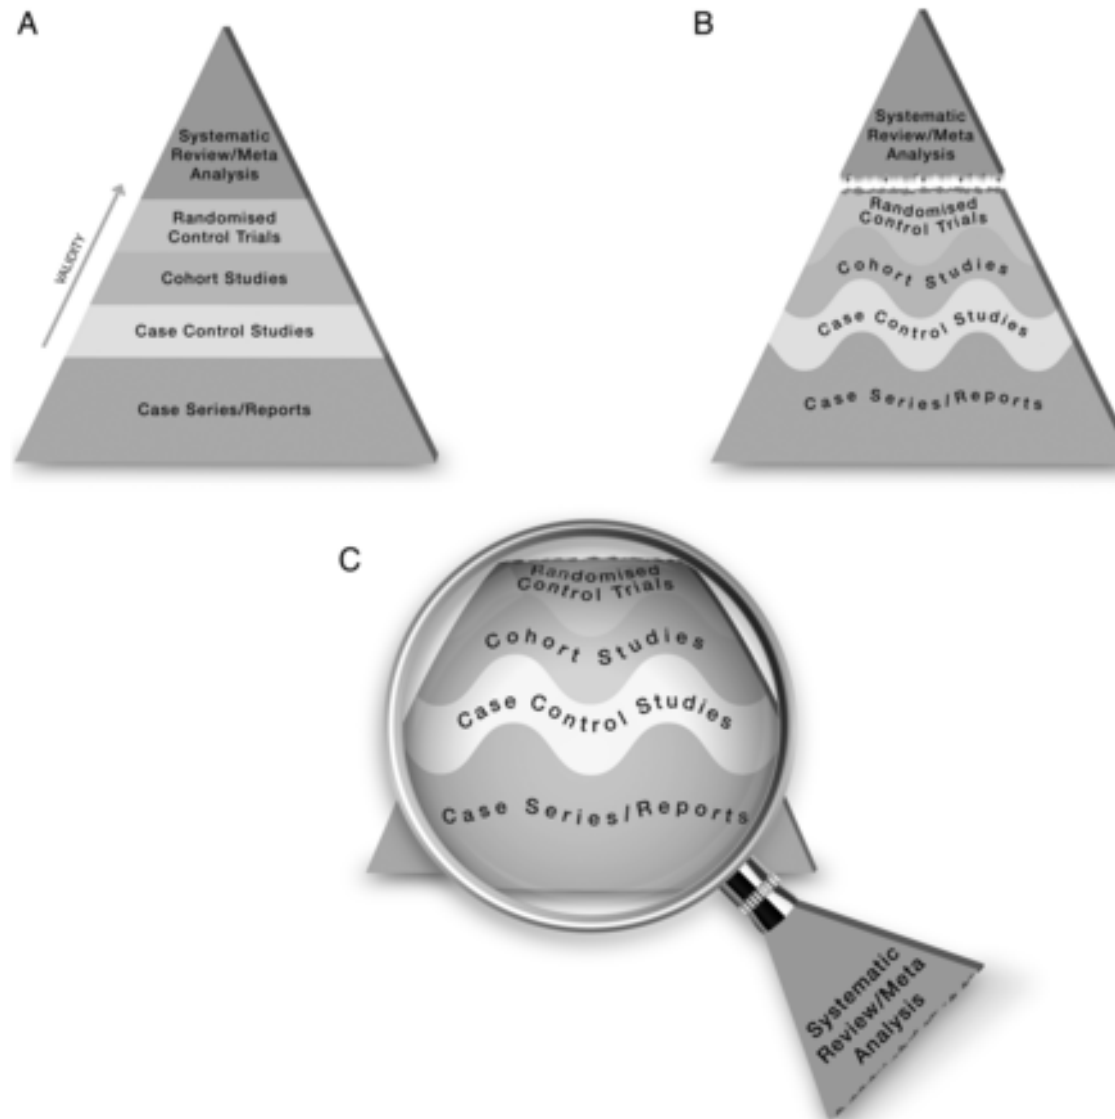 A
Systematic
Review/Meta
Analysis
Randomised
Control Trials
Cohort Studies
Case Control Studies
Case Series/Reports
VALIDITY
B
Systematic
Review/Meta
Analysis
Randomised
Control Trials
Cohort Studies
Case Control Studies
Case Series/Reports
C
Randomised
Control Trials
Cohort Studies
Case Control Studies
Case Series/Reports
Systematic
Review/Meta
Analysis